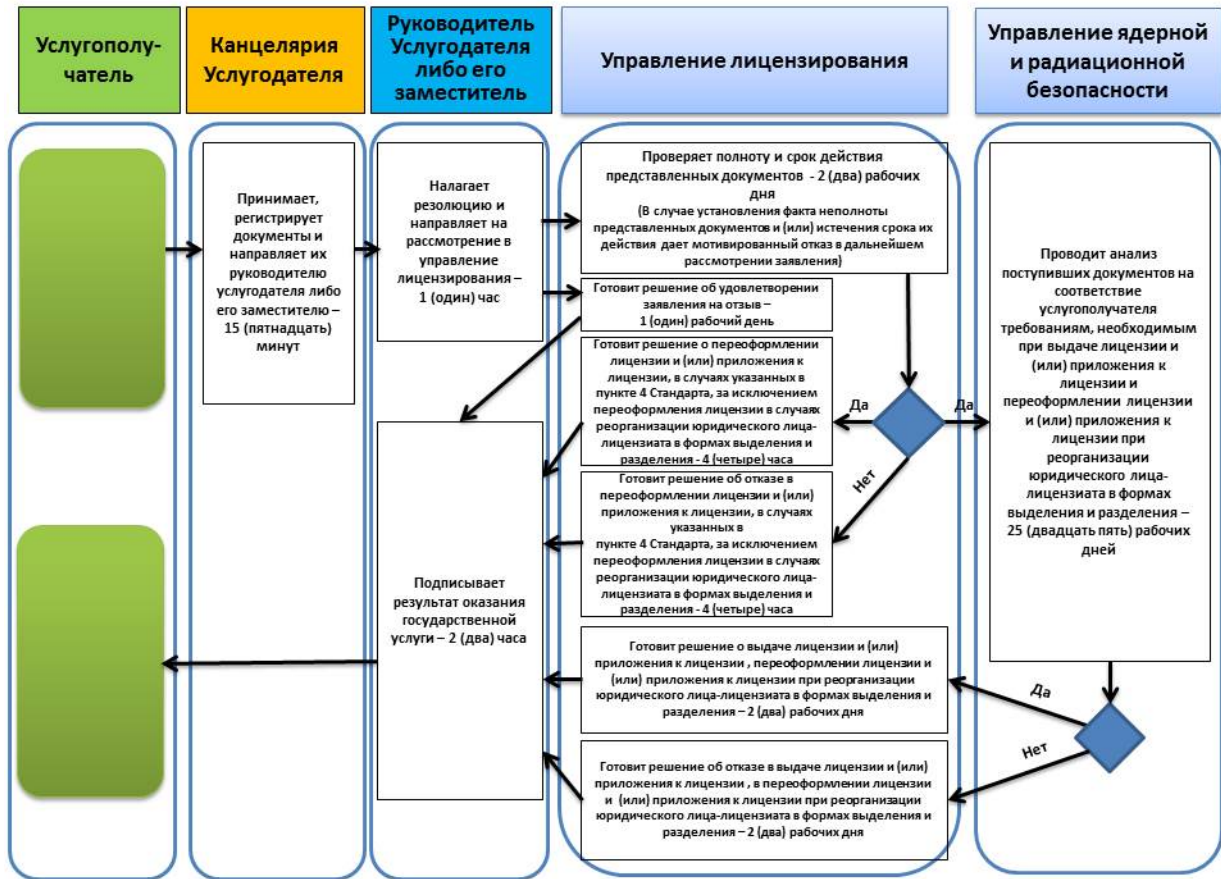 Услугополу-
чатель
Канцелярия
Услугодателя
Руководитель
Услугодателя
либо его
заместитель
Управление лицензирования
Управление ядерной
и радиационной
безопасности
Принимает,
регистрирует
документы и
направляет их
руководителю
услугодателя либо
его заместителю –
15 (пятнадцать)
минут
Налагает
резолюцию и
направляет на
рассмотрение в
управление
лицензирования –
1 (один) час
Проверяет полноту и срок действия
представленных документов - 2 (два) рабочих
дня
(В случае установления факта неполноты
представленных документов и (или) истечения срока их
действия дает мотивированный отказ в дальнейшем
рассмотрении заявления)
Готовит решение об удовлетворении
заявления на отзыв –
1 (один) рабочий день
Готовит решение о переоформлении
лицензии и (или) приложения к
лицензии, в случаях указанных в
пункте 4 Стандарта, за исключением
переоформления лицензии в случаях
реорганизации юридического лица-
лицензиата в формах выделения и
разделения - 4 (четыре) часа
Да
Да
Нет
Готовит решение об отказе в
переоформлении лицензии и (или)
приложения к лицензии, в случаях
указанных в
пункте 4 Стандарта, за исключением
переоформления лицензии в случаях
реорганизации юридического лица-
лицензиата в формах выделения и
разделения - 4 (четыре) часа
Проводит анализ
поступивших документов на
соответствие
услугополучателя
требованиям, необходимым
при выдаче лицензии и
(или) приложения к
лицензии и
переоформлении лицензии
и (или) приложения к
лицензии при
реорганизации
юридического лица-
лицензиата в формах
выделения и разделения –
25 (двадцать пять) рабочих
дней
Подписывает
результат оказания
государственной
услуги – 2 (два) часа
Готовит решение о выдаче лицензии и (или)
приложения к лицензии , переоформлении лицензии и
(или) приложения к лицензии при реорганизации
юридического лица-лицензиата в формах выделения и
разделения – 2 (два) рабочих дня
Да
Нет
Готовит решение об отказе в выдаче лицензии и (или)
приложения к лицензии , в переоформлении лицензии
и (или) приложения к лицензии при реорганизации
юридического лица-лицензиата в формах выделения и
разделения – 2 (два) рабочих дня